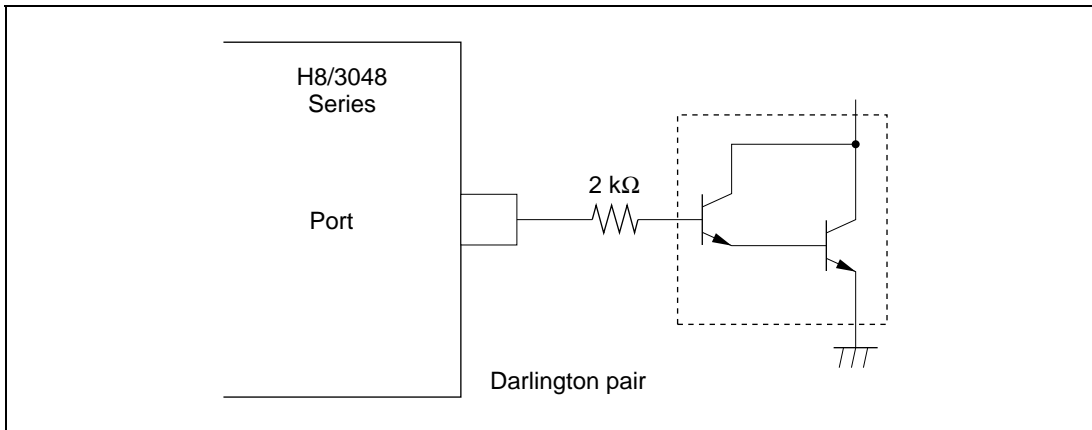 H8/3048
Series
Port
2 kΩ
Darlington pair